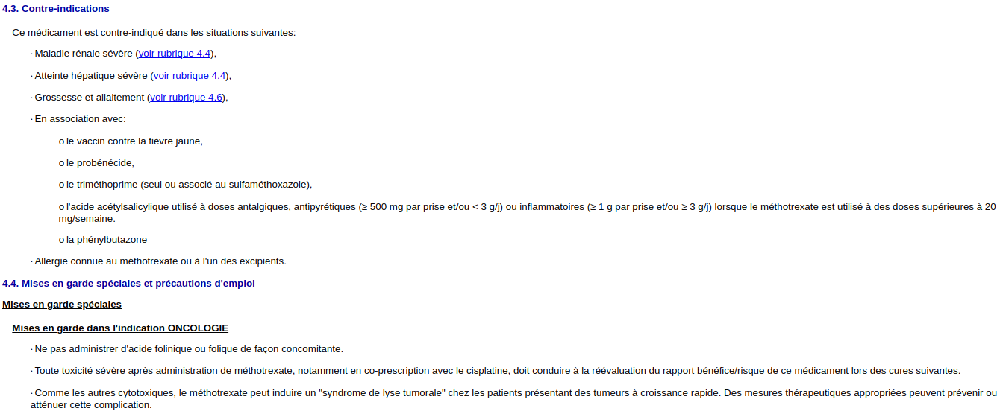 4.3. Contre-indications
Ce médicament est contre-indiqué dans les situations suivantes:
· Maladie rénale sévère (voir rubrique 4.4),
· Atteinte hépatique sévère (voir rubrique 4.4),
· Grossesse et allaitement (voir rubrique 4.6),
· En association avec:
o le vaccin contre la fièvre jaune,
o le probénécide,
o le triméthoprime (seul ou associé au sulfaméthoxazole),
o l'acide acétylsalicylique utilisé à doses antalgiques, antipyrétiques (≥ 500 mg par prise et/ou < 3 g/j) ou inflammatoires (≥ 1 g par prise et/ou ≥ 3 g/j) lorsque le méthotrexate est utilisé à des doses supérieures à 20
mg/semaine.
o la phénylbutazone
· Allergie connue au méthotrexate ou à l'un des excipients.
4.4. Mises en garde spéciales et précautions d'emploi
Mises en garde spéciales
Mises en garde dans l'indication ONCOLOGIE
· Ne pas administrer d'acide folinique ou folique de façon concomitante.
· Toute toxicité sévère après administration de méthotrexate, notamment en co-prescription avec le cisplatine, doit conduire à la réévaluation du rapport bénéfice/risque de ce médicament lors des cures suivantes.
· Comme les autres cytotoxiques, le méthotrexate peut induire un "syndrome de lyse tumorale" chez les patients présentant des tumeurs à croissance rapide. Des mesures thérapeutiques appropriées peuvent prévenir ou
atténuer cette complication.